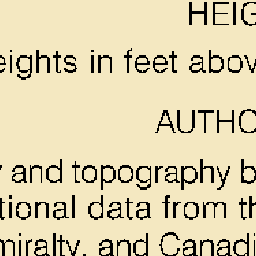 HEIG
eights in feet abov
AUTHO
y and topography b
tional data from th
miralty, and Canadi